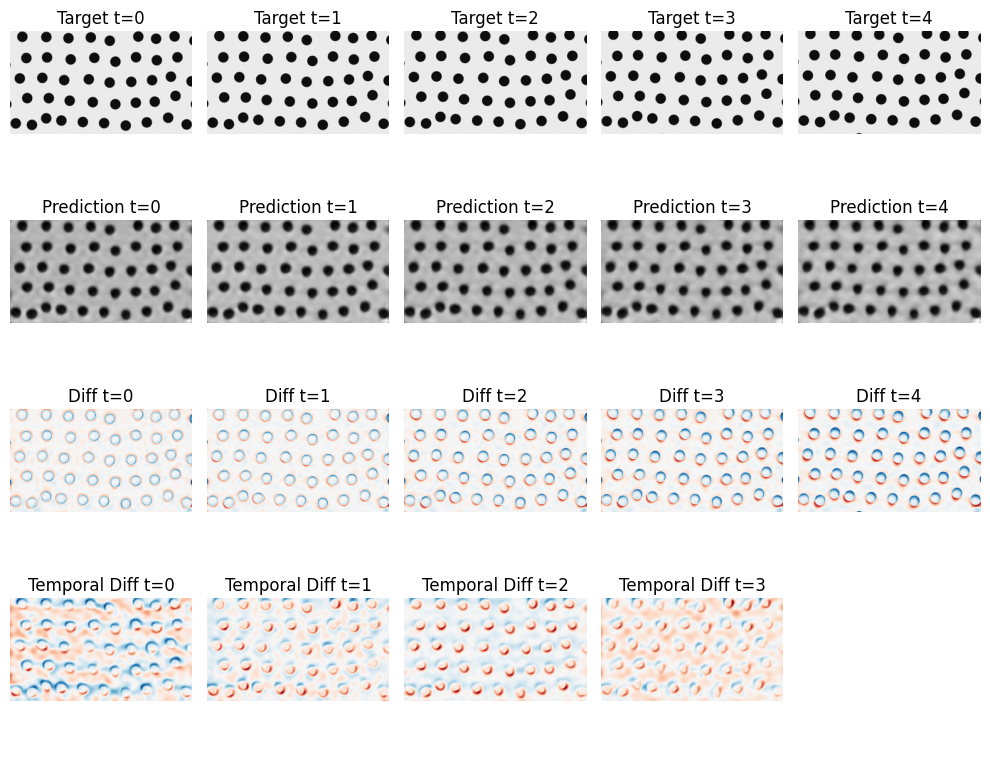 Target t=0 Target t=1 Target t=2 Target t=3 Target t=4
Prediction t=0 Prediction t=1 Prediction t=2 Prediction t=3 Prediction t=4
Diff t=0 Diff t=1 Diff t=2 Diff t=3 Diff t=4
Temporal Diff t=0 Temporal Diff t=1 Temporal Diff t=2 Temporal Diff t=3